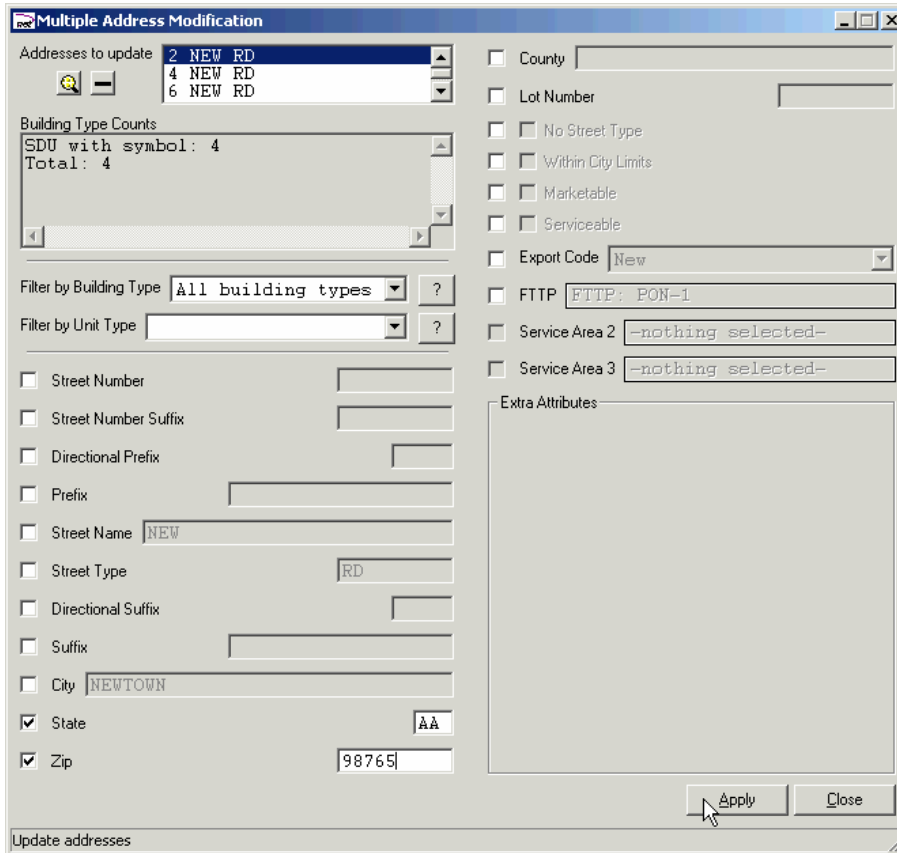 Multiple Address Modification
Addresses to update
2 NEW RD
4 NEW RD
6 NEW RD
Building Type Counts
SDU with symbol: 4
Total: 4
Filter by Building Type All building types ?
Filter by Unit Type ?
Street Number
Street Number Suffix
Directional Prefix
Prefix
Street Name NEW
Street Type RD
Directional Suffix
Suffix
City NEWTOWN
State AA
Zip 98765
County
Lot Number
No Street Type
Within City Limits
Marketable
Serviceable
Export Code New
FTTP FTTP: PON-1
Service Area 2 -nothing selected-
Service Area 3 -nothing selected-
Extra Attributes
Apply Close
Update addresses